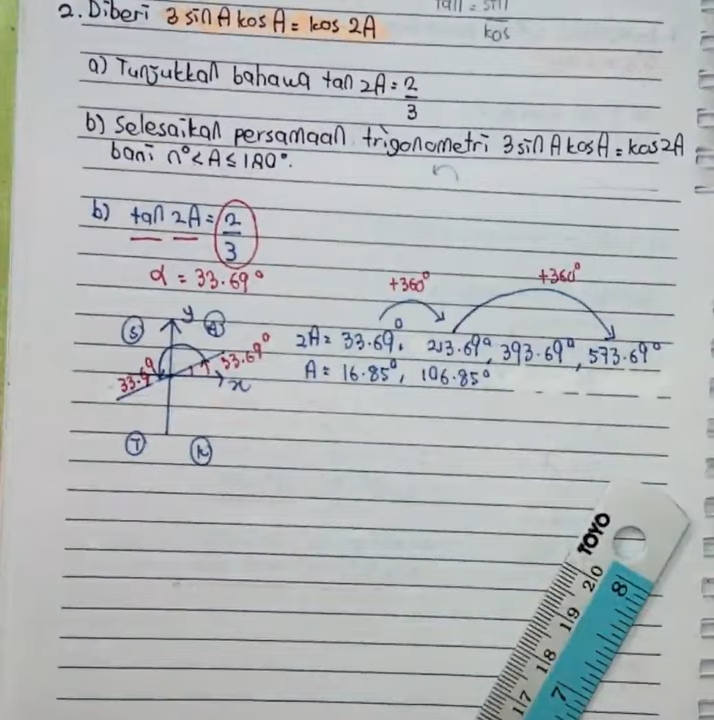 tan = sin
kos
2. Diberi 3 sin A kos A = kos 2A
a) Tunjukkan bahawa tan 2A = 2/3
b) Selesaikan persamaan trigonometri 3 sin A kos A = kos 2A
bagi 0° < A ≤ 180°.
b) tan 2A = 2/3
α = 33.69°
+360° +360°
S y A
33.69 33.69° x
T K
2A = 33.69°, 213.69°, 393.69°, 573.69°
A = 16.85°, 106.85°
TOYO
17 18 19 20
7 8